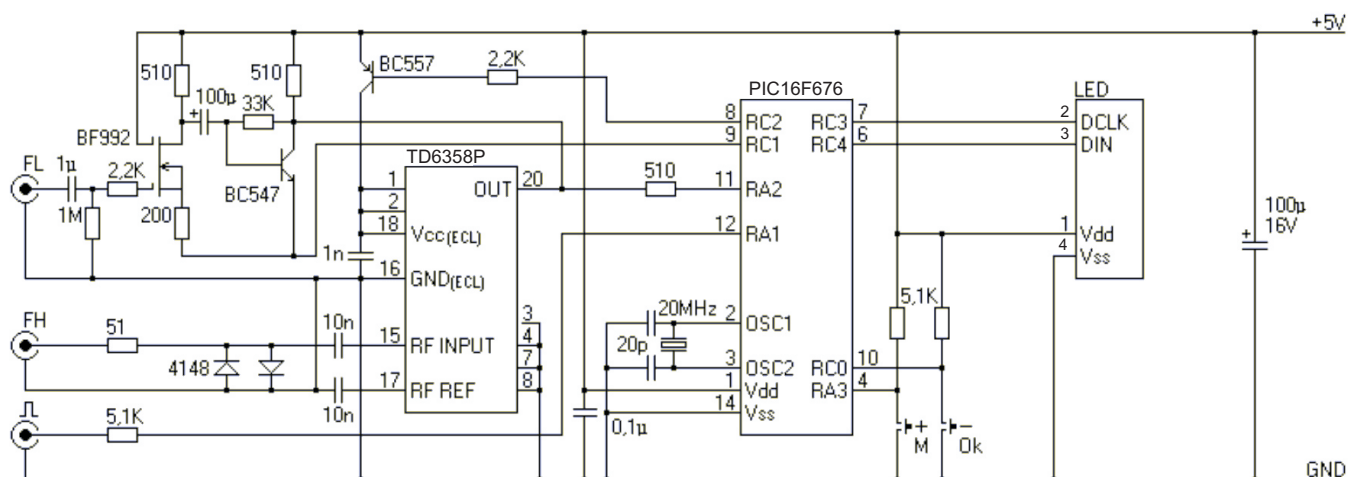 +5V
510
510
BC557
2,2K
PIC16F676
LED
100µ
+
33K
8
RC2
RC3
7
2
DCLK
9
RC1
RC4
6
3
DIN
BF992
FL
1µ
2,2K
TD6358P
1
OUT
20
510
11
RA2
BC547
2
1M
200
18
Vcc(ECL)
12
RA1
1
Vdd
100µ
+
16V
4
Vss
1n
16
GND(ECL)
5,1K
FH
51
10n
15
RF INPUT
3
4
20MHz
2
OSC1
20p
4148
7
3
OSC2
RC0
10
17
RF REF
8
1
Vdd
RA3
4
10n
14
Vss
5,1K
0,1µ
+
M
−
Ok
GND